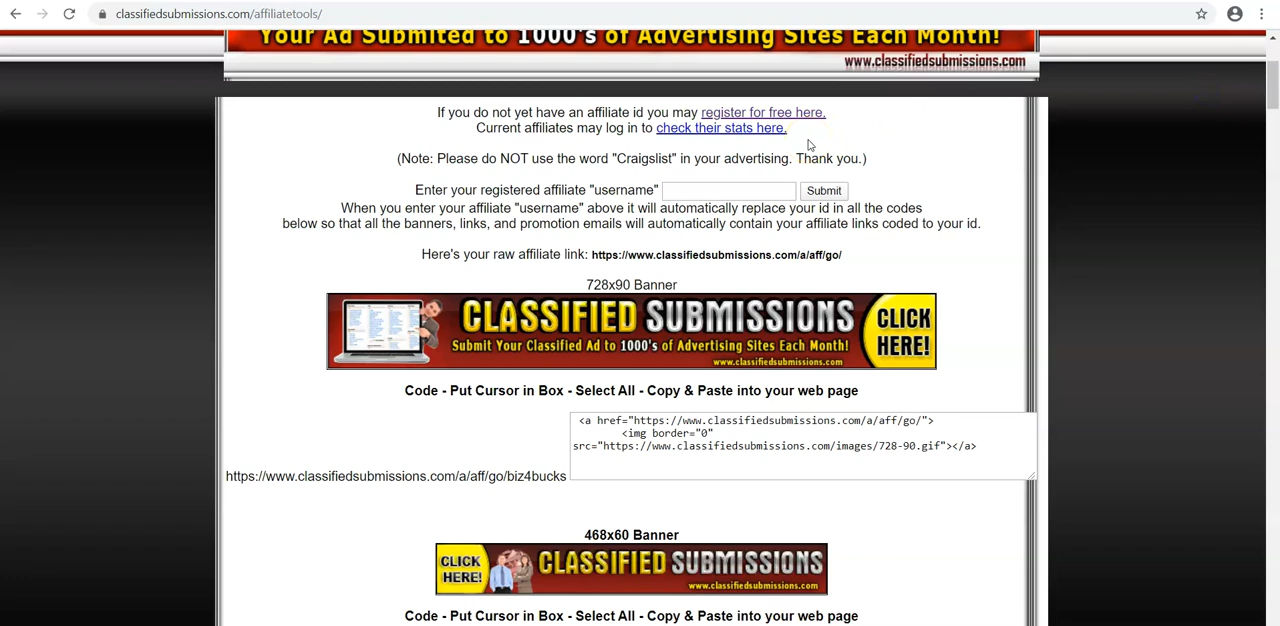 classifiedsubmissions.com/affiliatetools/
Your Ad Submited to 1000's of Advertising Sites Each Month!
www.classifiedsubmissions.com
If you do not yet have an affiliate id you may register for free here.
Current affiliates may log in to check their stats here.
(Note: Please do NOT use the word "Craigslist" in your advertising. Thank you.)
Enter your registered affiliate "username" Submit
When you enter your affiliate "username" above it will automatically replace your id in all the codes
below so that all the banners, links, and promotion emails will automatically contain your affiliate links coded to your id.
Here's your raw affiliate link: https://www.classifiedsubmissions.com/a/aff/go/
728x90 Banner
CLASSIFIED SUBMISSIONS
Submit Your Classified Ad to 1000's of Advertising Sites Each Month!
www.classifiedsubmissions.com
CLICK
HERE!
Code - Put Cursor in Box - Select All - Copy & Paste into your web page
<a href="https://www.classifiedsubmissions.com/a/aff/go/">
<img border="0"
src="https://www.classifiedsubmissions.com/images/728-90.gif"></a>
https://www.classifiedsubmissions.com/a/aff/go/biz4bucks
468x60 Banner
CLICK
HERE!
CLASSIFIED SUBMISSIONS
www.classifiedsubmissions.com
Code - Put Cursor in Box - Select All - Copy & Paste into your web page